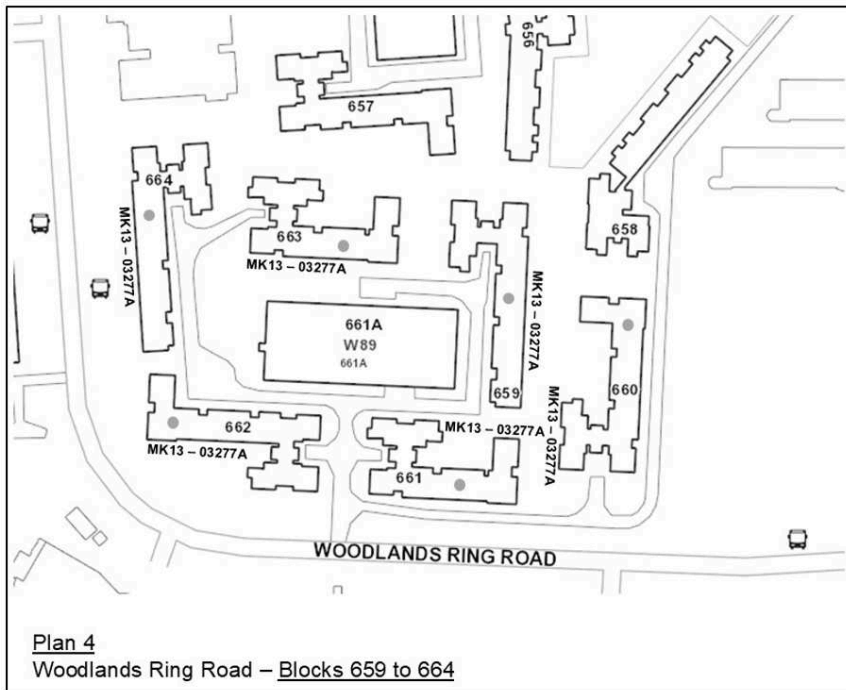 656
657
664
663
658
MK13 – 03277A
MK13 – 03277A
MK13 – 03277A
661A
W89
661A
659
660
MK13 – 03277A
662
MK13 – 03277A
MK13 – 03277A
661
WOODLANDS RING ROAD
Plan 4
Woodlands Ring Road – Blocks 659 to 664